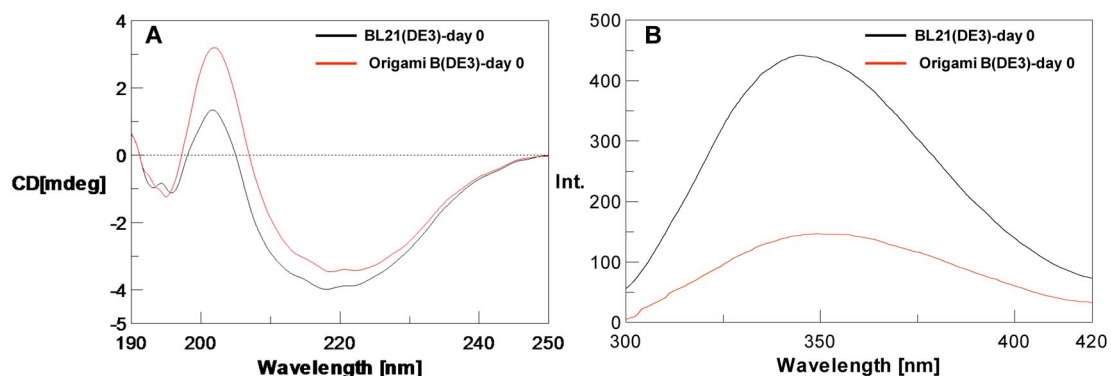 A
BL21(DE3)-day 0
Origami B(DE3)-day 0
4
2
0
-2
-4
-5
CD[mdeg]
190
200
220
240
250
Wavelength [nm]
B
BL21(DE3)-day 0
Origami B(DE3)-day 0
500
400
300
200
100
0
Int.
300
350
400
420
Wavelength [nm]